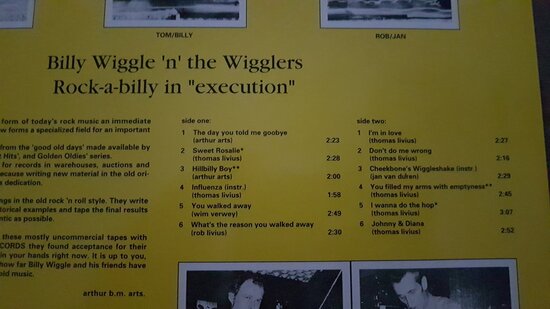 TOM/BILLY
ROB/JAN
Billy Wiggle 'n' the Wigglers
Rock-a-billy in "execution"
form of today's rock music an immediate
w forms a specialized field for an important
from the 'good old days' made available by
t Hits', and Golden Oldies' series.
for records in warehouses, auctions and
because writing new material in the old ori-
s dedication.
ngs in the old rock 'n roll style. They write
torical examples and tape the final results
ntic as possible.
these mostly uncommercial tapes with
CORDS they found acceptance for their
in your hands right now. It is up to you,
how far Billy Wiggle and his friends have
oid music.
arthur b.m. arts.
side one:
1 The day you told me goobye
(arthur arts) 2:23
2 Sweet Rosalie*
(thomas livius) 2:28
3 Hillbilly Boy**
(arthur arts) 2:00
4 Influenza (instr.)
(thomas livius) 1:58
5 You walked away
(wim verwey) 2:49
6 What's the reason you walked away
(rob livius) 2:30
side two:
1 I'm in love
(thomas livius) 2:27
2 Don't do me wrong
(thomas livius) 2:16
3 Cheekbone's Wiggleshake (instr.)
(jan van duken) 2:29
4 You filled my arms with emptyness**
(thomas livius) 2:45
5 I wanna do the hop*
(thomas livius) 3:07
6 Johnny & Diana
(thomas livius) 2:52